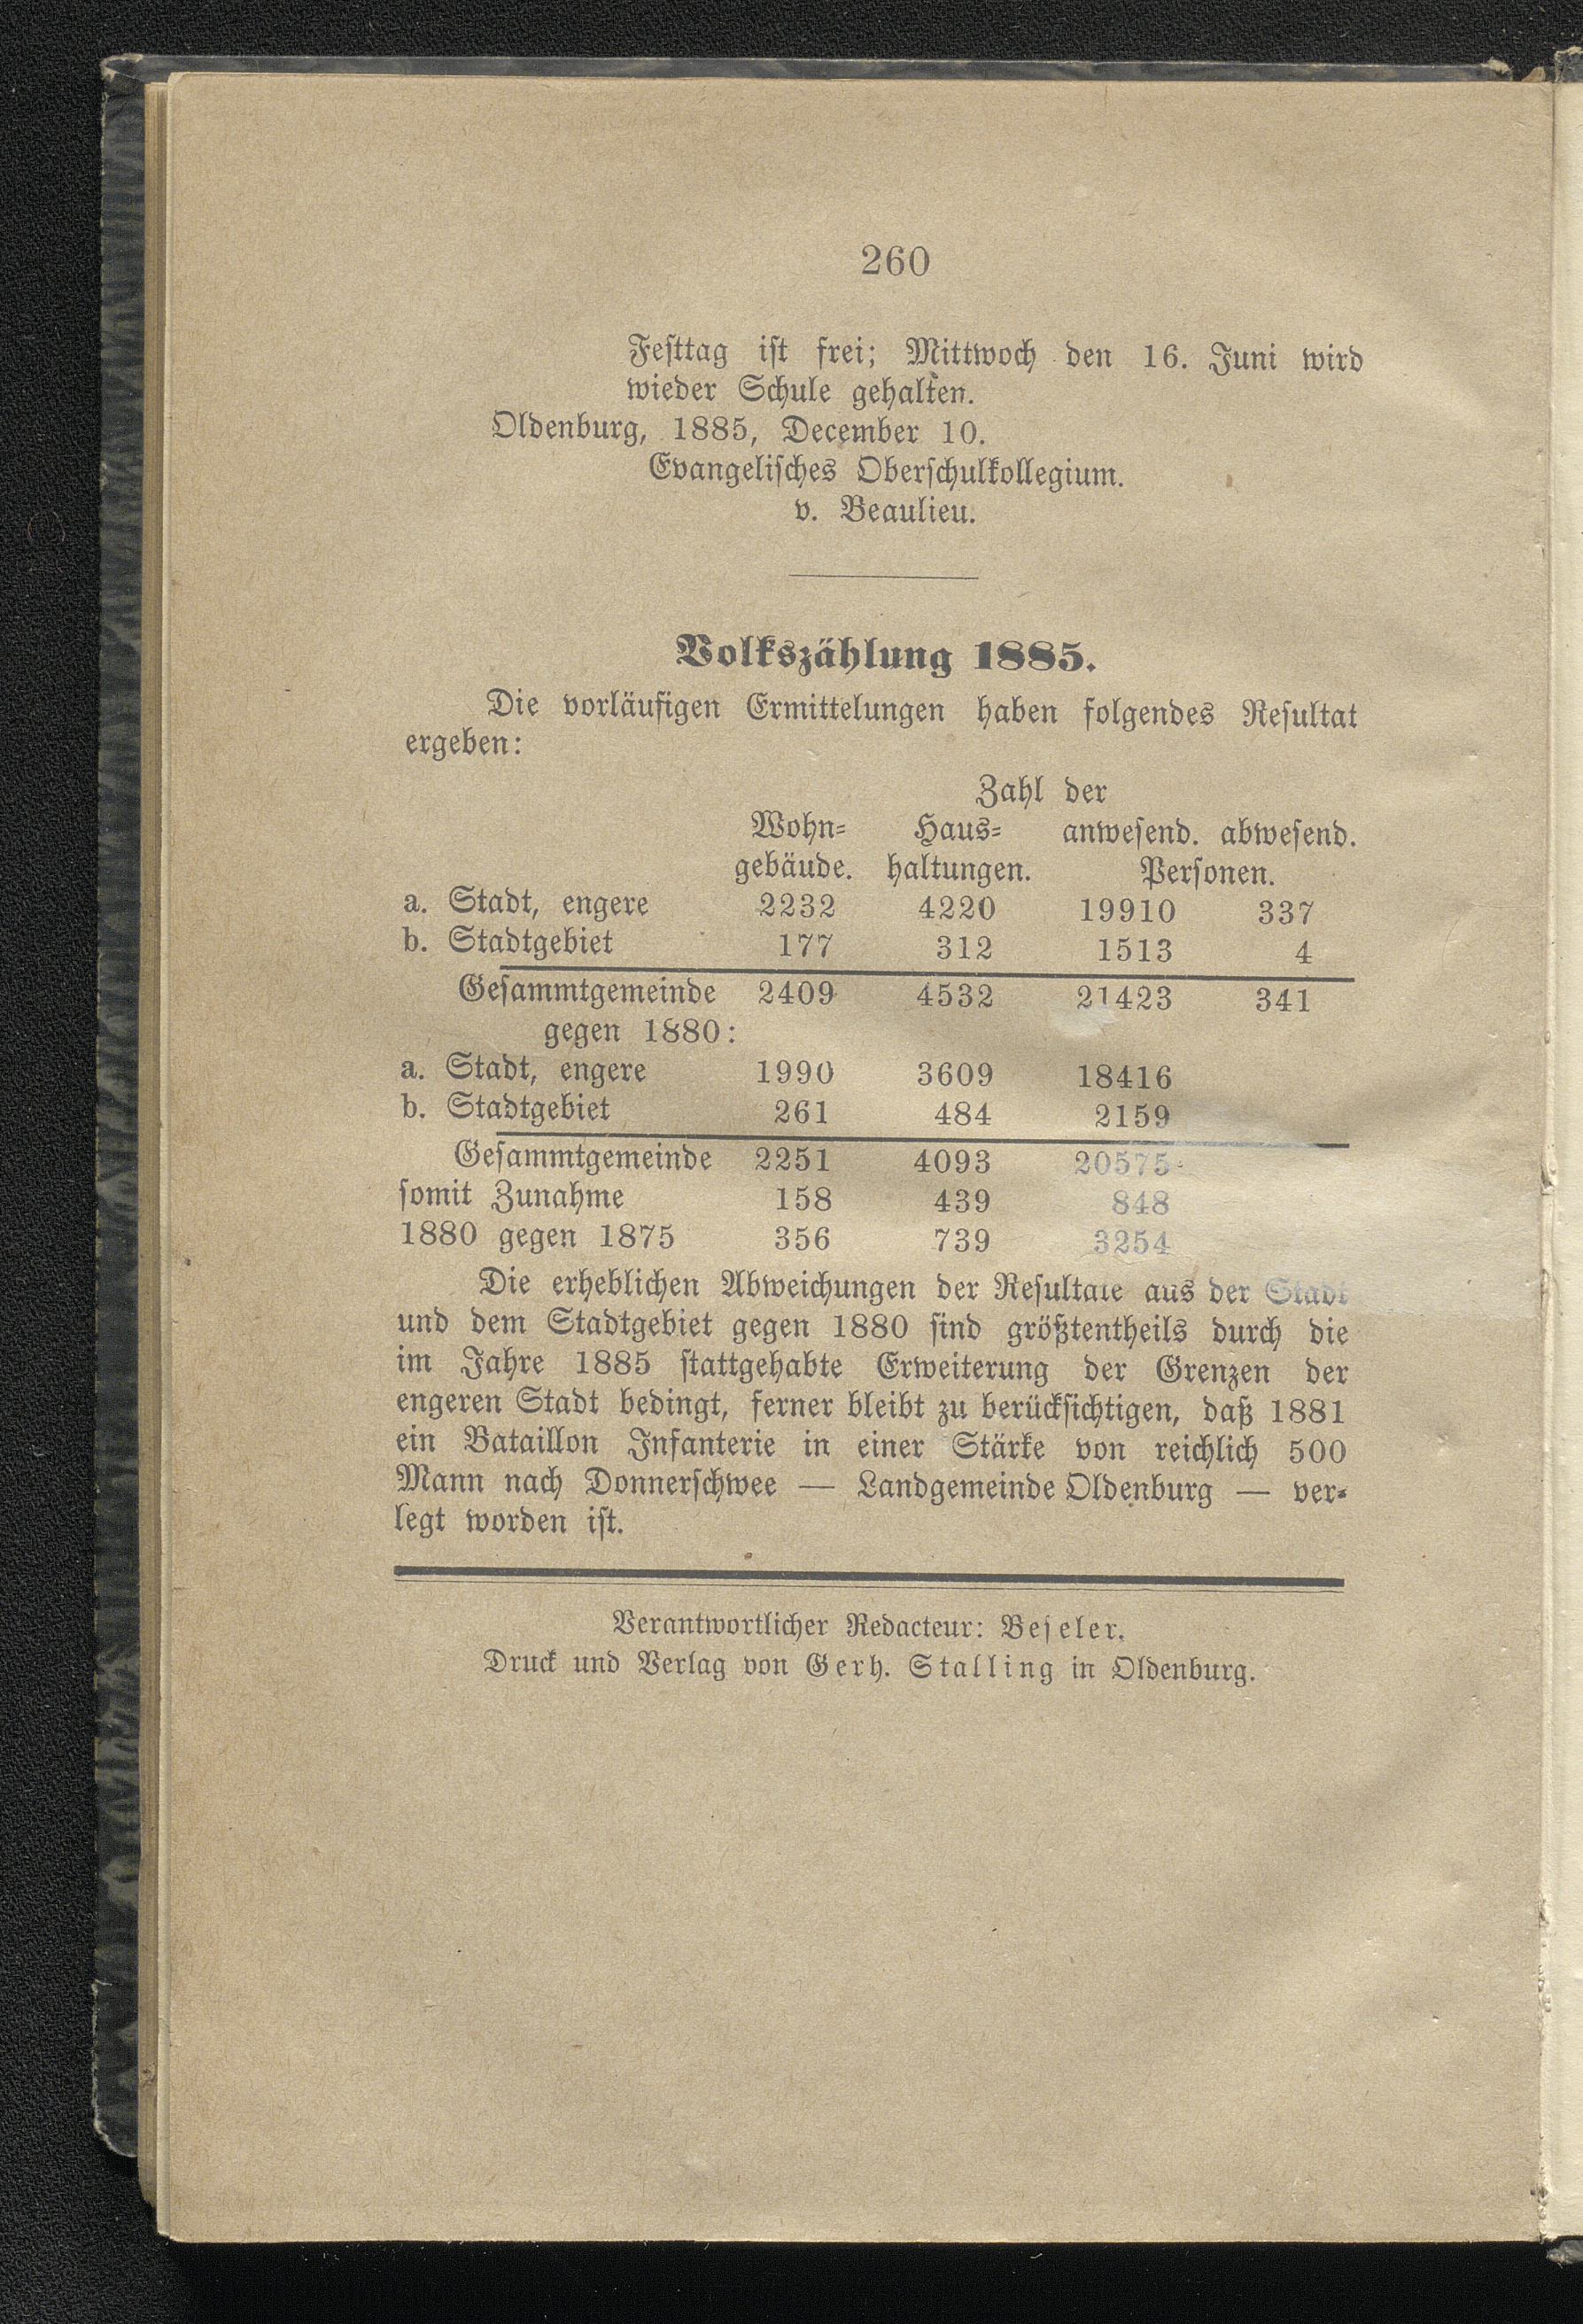 260
Festtag ist frei; Mittwoch den 16. Juni wird
wieder Schule gehalten.
Oldenburg, 1885, December 10.
Evangelisches Oberschulkollegium.
v. Beaulieu.
Volkszählung 1885.
Die vorläufigen Ermittelungen haben folgendes Resultat
ergeben:
Zahl der
Wohn= Haus= anwesend. abwesend.
gebäude. haltungen. Personen.
a. Stadt, engere 2232 4220 19910 337
b. Stadtgebiet 177 312 1513 4
Gesammtgemeinde 2409 4532 21423 341
gegen 1880:
a. Stadt, engere 1990 3609 18416
b. Stadtgebiet 261 484 2159
Gesammtgemeinde 2251 4093 20575
somit Zunahme 158 439 848
1880 gegen 1875 356 739 3254
Die erheblichen Abweichungen der Resultate aus der Stadt
und dem Stadtgebiet gegen 1880 sind größtentheils durch die
im Jahre 1885 stattgehabte Erweiterung der Grenzen der
engeren Stadt bedingt, ferner bleibt zu berücksichtigen, daß 1881
ein Bataillon Infanterie in einer Stärke von reichlich 500
Mann nach Donnerschwee — Landgemeinde Oldenburg — ver=
legt worden ist.
Verantwortlicher Redacteur: Beseler.
Druck und Verlag von Gerh. Stalling in Oldenburg.